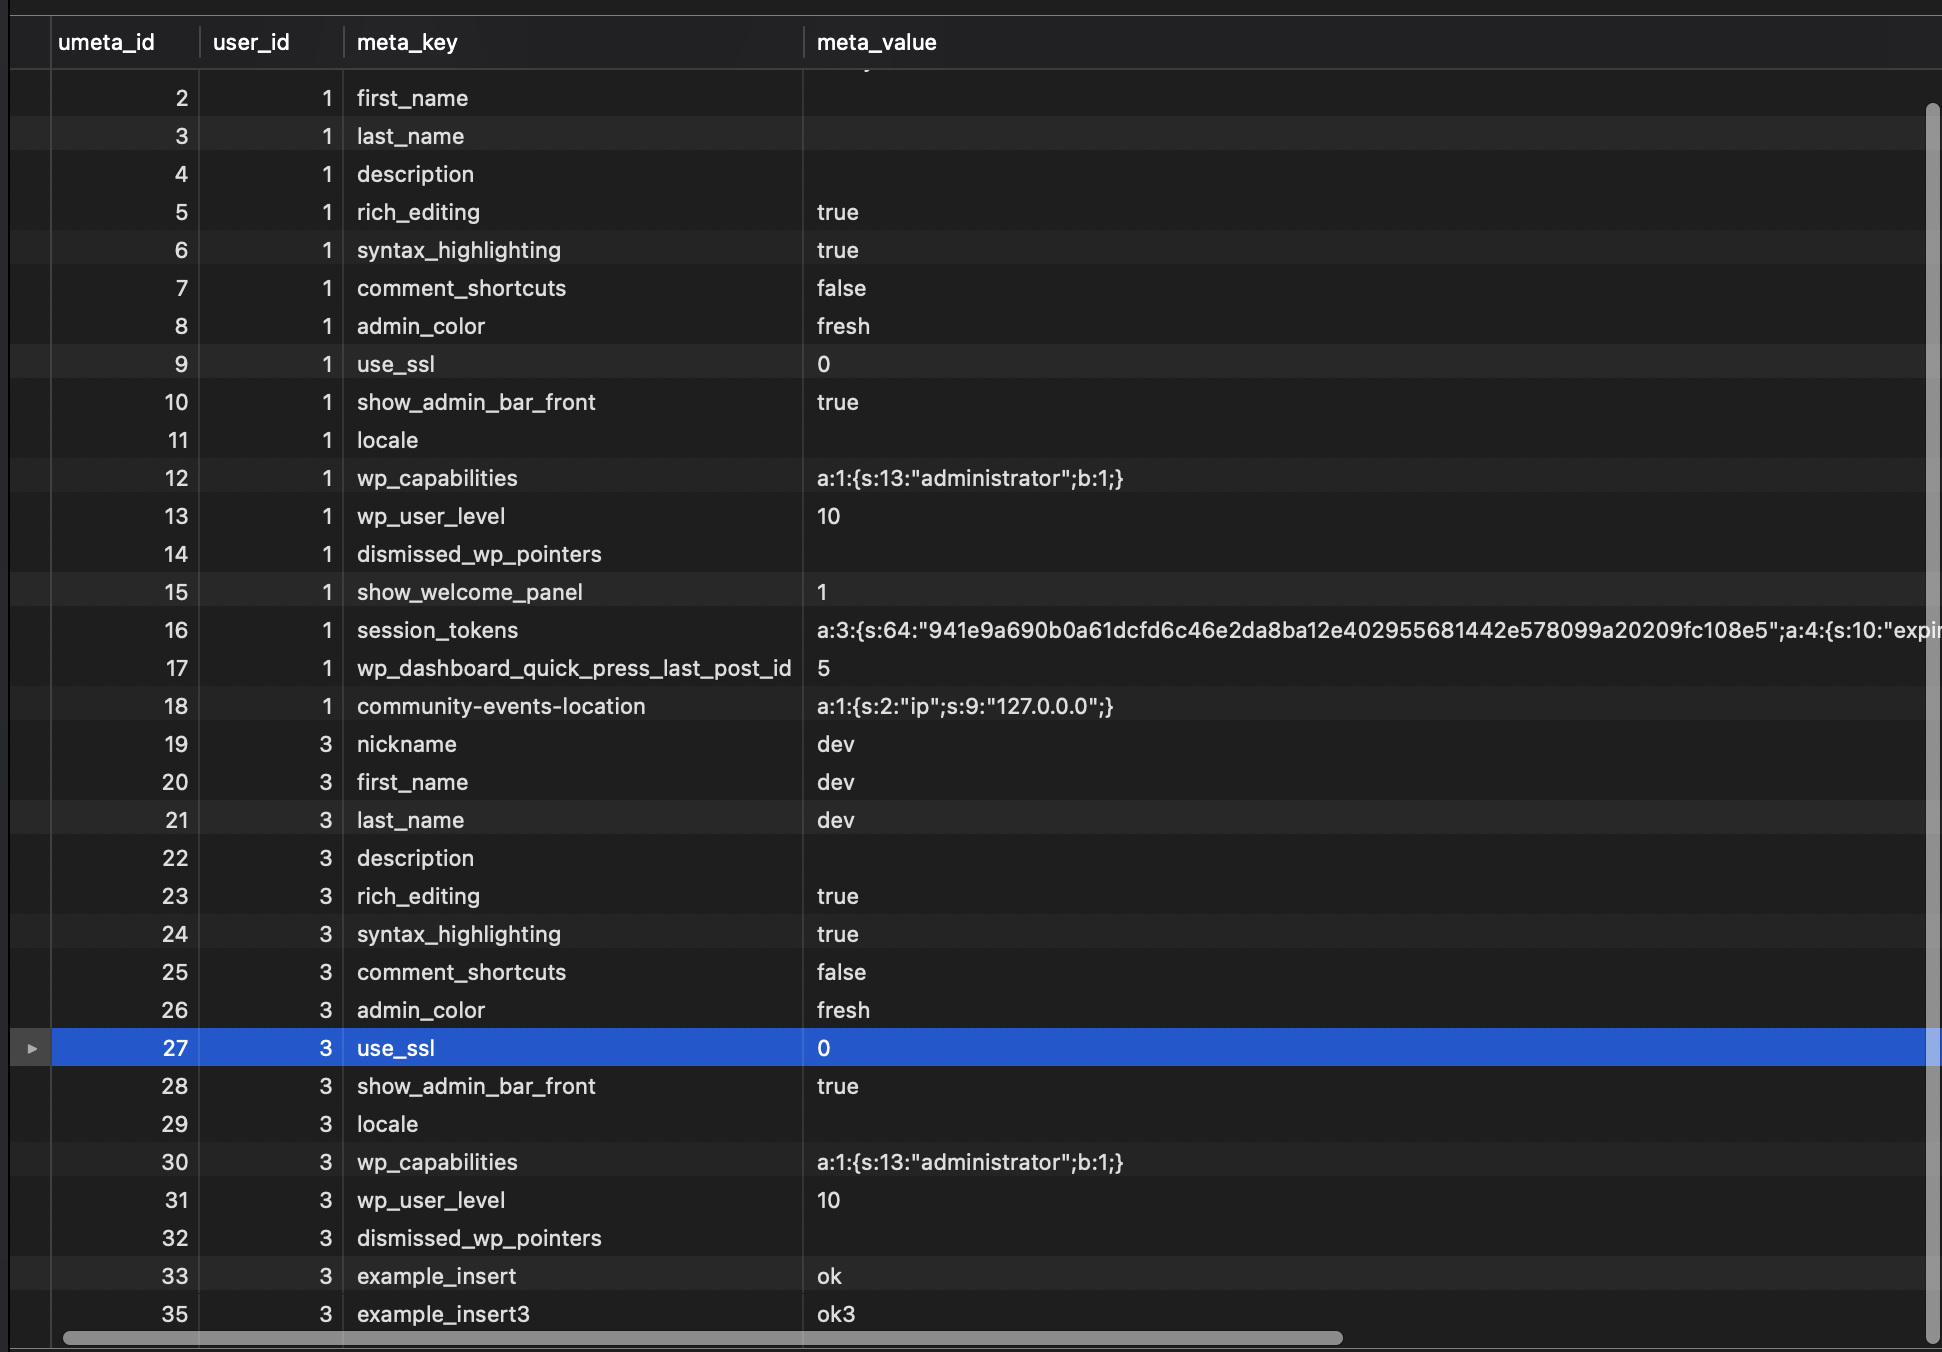 umeta_id user_id meta_key meta_value
2 1 first_name
3 1 last_name
4 1 description
5 1 rich_editing true
6 1 syntax_highlighting true
7 1 comment_shortcuts false
8 1 admin_color fresh
9 1 use_ssl 0
10 1 show_admin_bar_front true
11 1 locale
12 1 wp_capabilities a:1:{s:13:"administrator";b:1;}
13 1 wp_user_level 10
14 1 dismissed_wp_pointers
15 1 show_welcome_panel 1
16 1 session_tokens a:3:{s:64:"941e9a690b0a61dcfd6c46e2da8ba12e402955681442e578099a20209fc108e5";a:4:{s:10:"expir
17 1 wp_dashboard_quick_press_last_post_id 5
18 1 community-events-location a:1:{s:2:"ip";s:9:"127.0.0.0";}
19 3 nickname dev
20 3 first_name dev
21 3 last_name dev
22 3 description
23 3 rich_editing true
24 3 syntax_highlighting true
25 3 comment_shortcuts false
26 3 admin_color fresh
27 3 use_ssl 0
28 3 show_admin_bar_front true
29 3 locale
30 3 wp_capabilities a:1:{s:13:"administrator";b:1;}
31 3 wp_user_level 10
32 3 dismissed_wp_pointers
33 3 example_insert ok
35 3 example_insert3 ok3